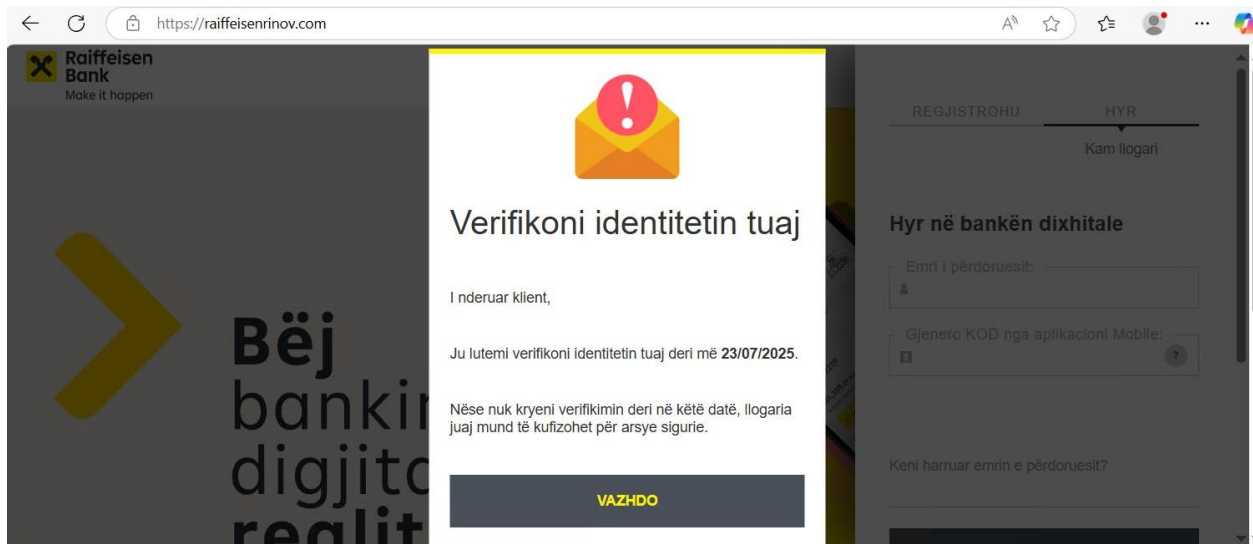 https://raiffeisenrinov.com
Raiffeisen
Bank
Make it happen
REGJISTROHU HYR
Kam llogari
Verifikoni identitetin tuaj
I nderuar klient,
Ju lutemi verifikoni identitetin tuaj deri më 23/07/2025.
Nëse nuk kryeni verifikimin deri në këtë datë, llogaria
juaj mund të kufizohet për arsye sigurie.
VAZHDO
Bëj
bankin
digjita
realit
Hyr në bankën dixhitale
Emri i përdoruesit:
Gjenero KOD nga aplikacioni Mobile:
?
Keni harruar emrin e përdoruesit?